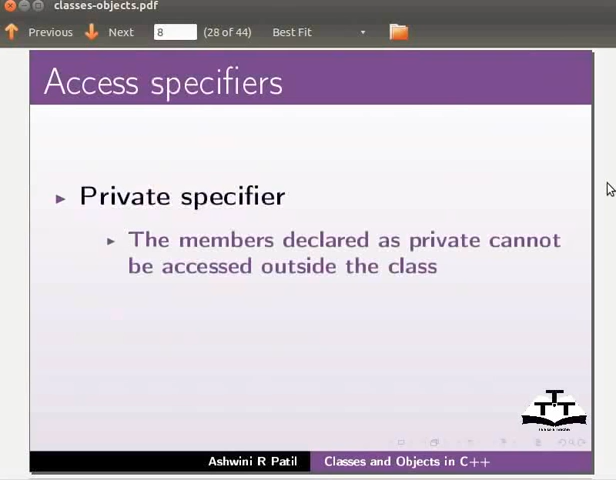 classes-objects.pdf
Previous Next 8 (28 of 44) Best Fit
Access specifiers
Private specifier
The members declared as private cannot
be accessed outside the class
TTT
Ashwini R Patil Classes and Objects in C++